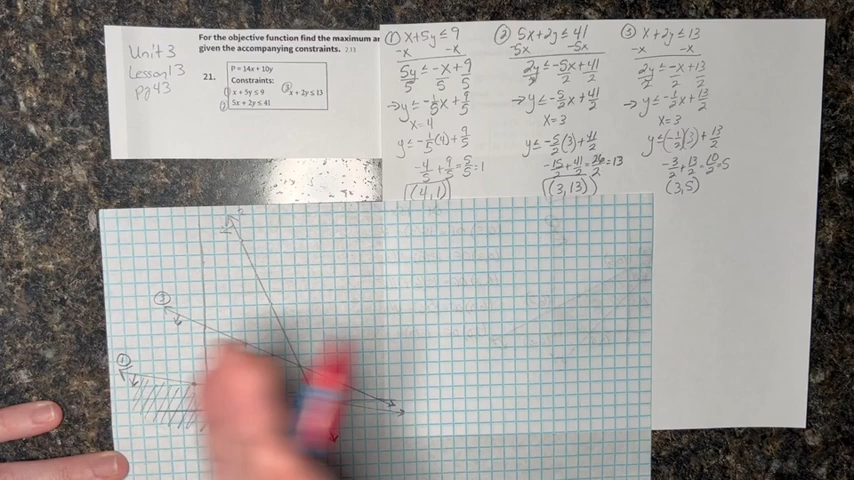 Unit 3
Lesson 13
pg 43
For the objective function find the maximum a
given the accompanying constraints. 2.13
21.
P = 14x + 10y
Constraints:
① x + 5y ≤ 9
② 5x + 2y ≤ 41
③ x + 2y ≤ 13
① x+5y ≤ 9
-x -x
5y/5 ≤ -x/5 + 9/5
→ y ≤ -1/5x + 9/5
x=4
y ≤ -1/5(4) + 9/5
-4/5 + 9/5 = 5/5 = 1
(4,1)
② 5x+2y ≤ 41
-5x -5x
2y/2 ≤ -5x/2 + 41/2
→ y ≤ -5/2x + 41/2
x=3
y ≤ -5/2(3) + 41/2
-15/2 + 41/2 = 26/2 = 13
(3,13)
③ x+2y ≤ 13
-x -x
2y/2 ≤ -x/2 + 13/2
→ y ≤ -1/2x + 13/2
x=3
y ≤ (-1/2)(3) + 13/2
-3/2 + 13/2 = 10/2 = 5
(3,5)
③
①